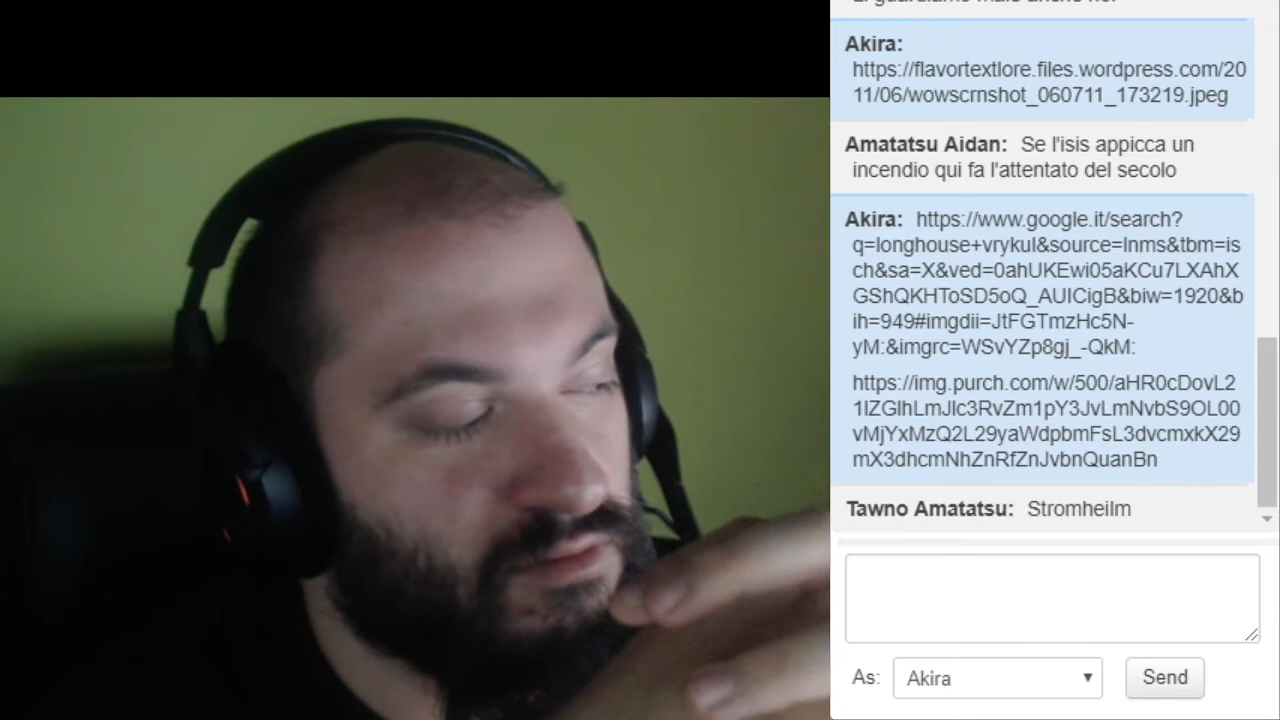 Akira:
https://flavortextlore.files.wordpress.com/20
11/06/wowscrnshot_060711_173219.jpeg
Amatatsu Aidan: Se l'isis appicca un
incendio qui fa l'attentato del secolo
Akira: https://www.google.it/search?
q=longhouse+vrykul&source=lnms&tbm=is
ch&sa=X&ved=0ahUKEwi05aKCu7LXAhX
GShQKHToSD5oQ_AUICigB&biw=1920&b
ih=949#imgdii=JtFGTmzHc5N-
yM:&imgrc=WSvYZp8gj_-QkM:
https://img.purch.com/w/500/aHR0cDovL2
1lZGlhLmJlc3RvZm1pY3JvLmNvbS9OL00
vMjYxMzQ2L29yaWdpbmFsL3dvcmxkX29
mX3dhcmNhZnRfZnJvbnQuanBn
Tawno Amatatsu: Stromheilm
As: Akira Send